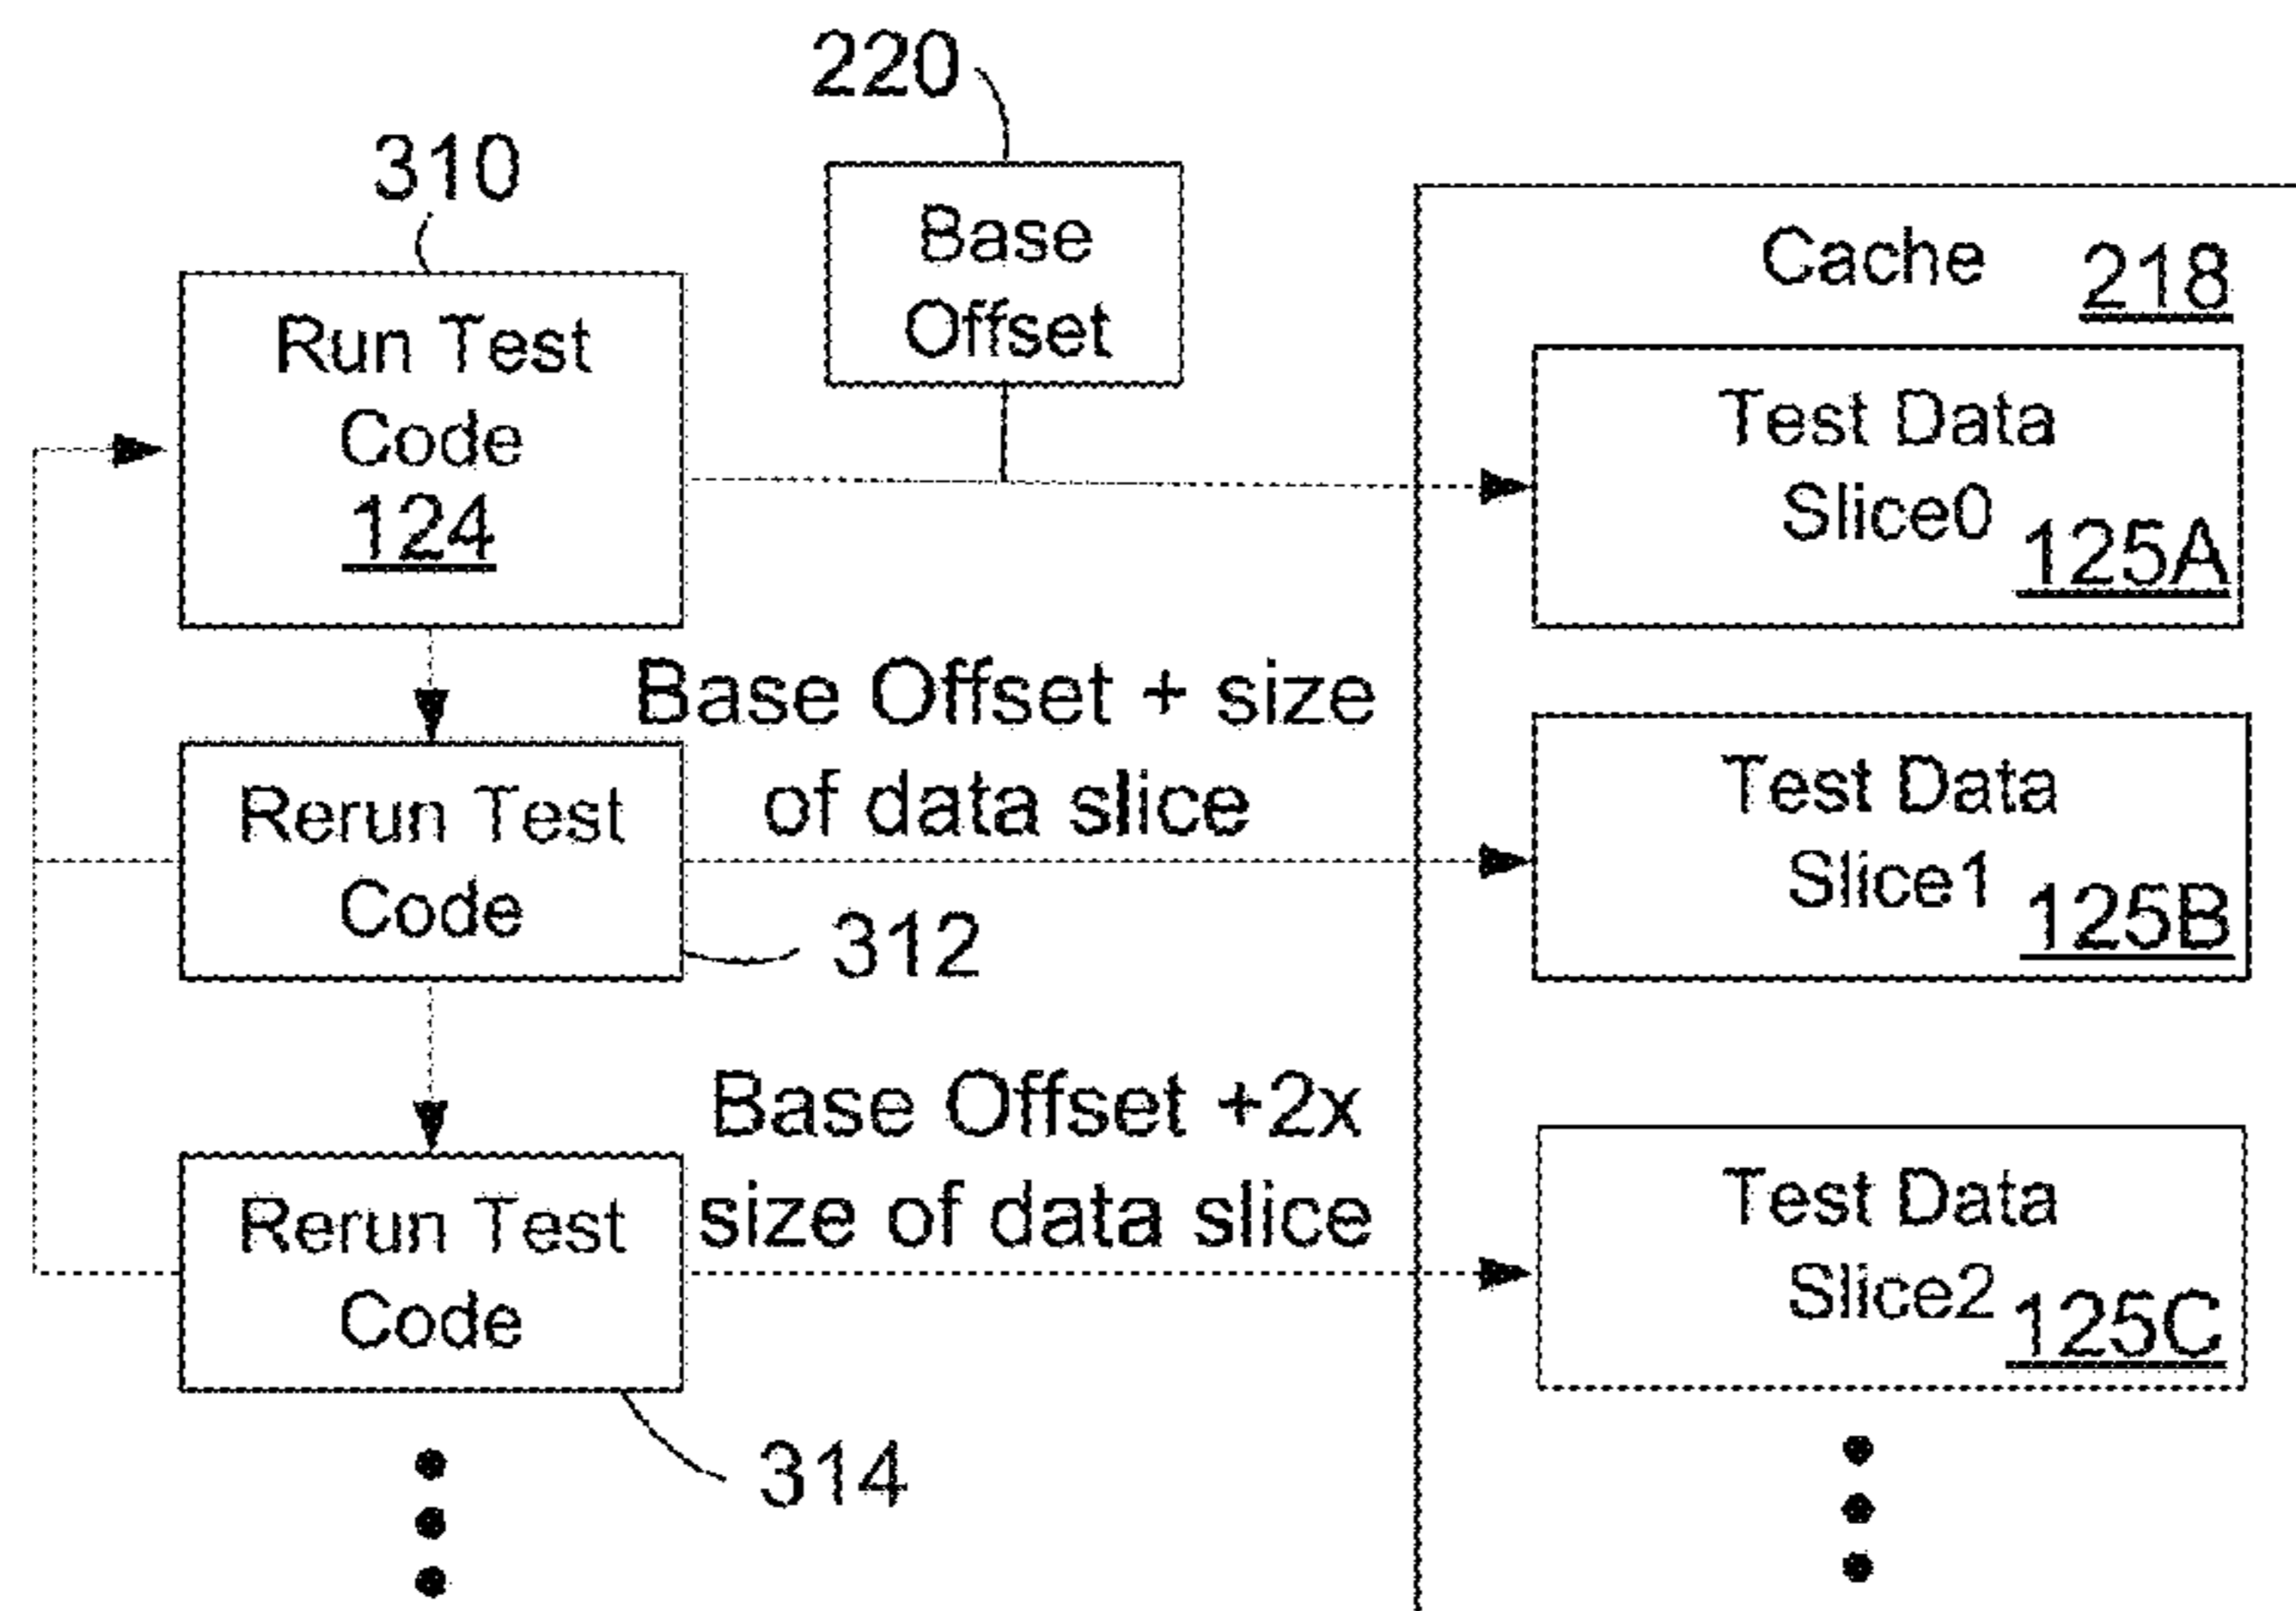 220
310
Base
Offset
Cache 218
Run Test
Code
124
Test Data
Slice0 125A
Base Offset + size
of data slice
Rerun Test
Code
312
Test Data
Slice1 125B
Base Offset +2x
size of data slice
Rerun Test
Code
314
Test Data
Slice2 125C